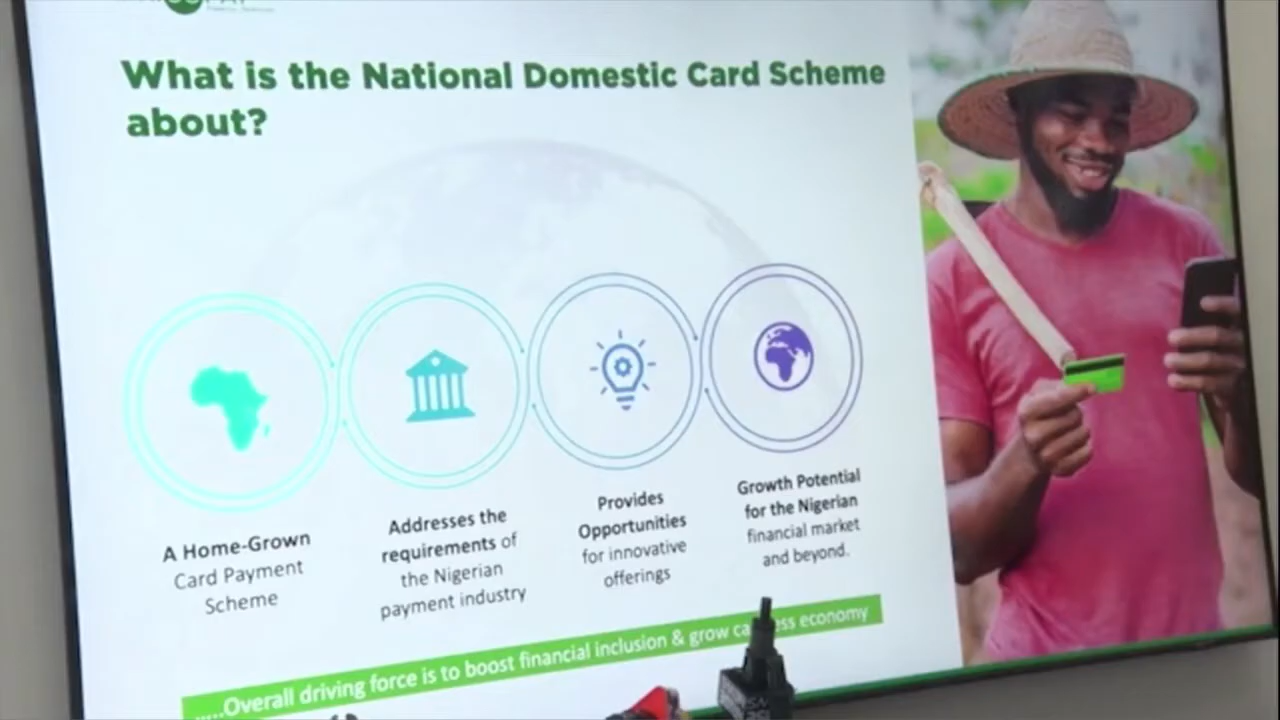 What is the National Domestic Card Scheme
about?
A Home-Grown
Card Payment
Scheme
Addresses the
requirements of
the Nigerian
payment industry
Provides
Opportunities
for innovative
offerings
Growth Potential
for the Nigerian
financial market
and beyond.
.....Overall driving force is to boost financial inclusion & grow economy